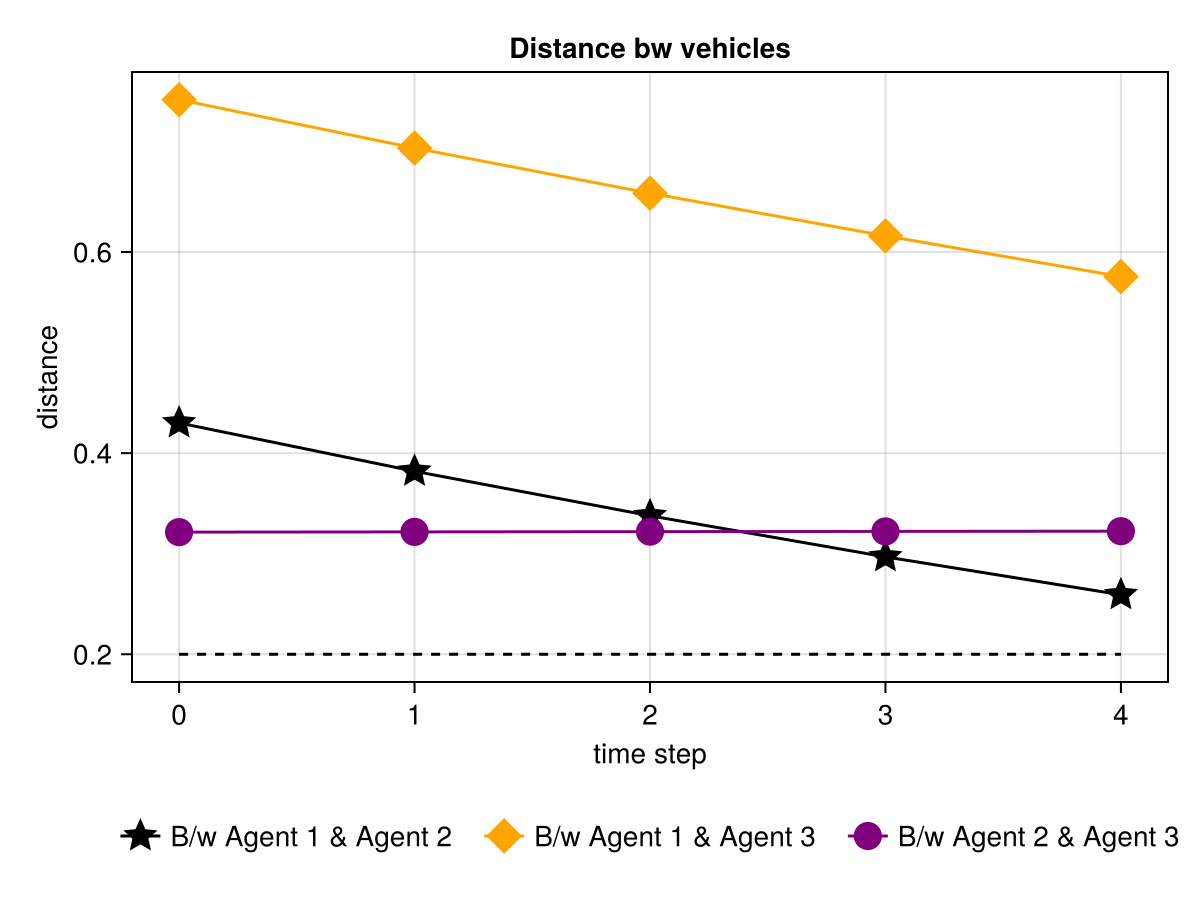 Distance bw vehicles
distance
0.6
0.4
0.2
0 1 2 3 4
time step
B/w Agent 1 & Agent 2 B/w Agent 1 & Agent 3 B/w Agent 2 & Agent 3